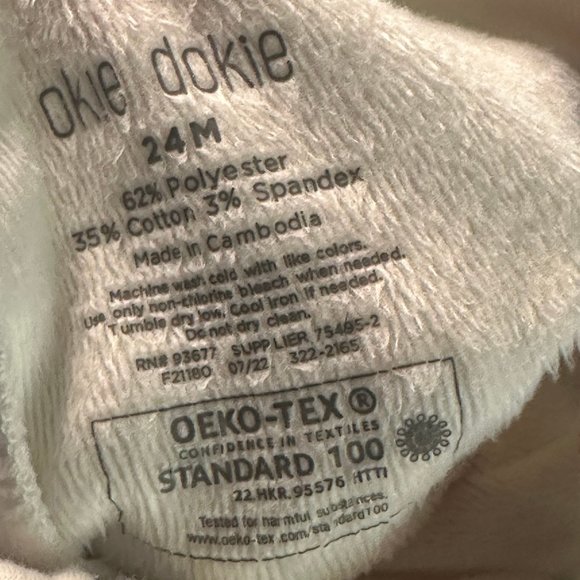 okie dokie
24M
62% Polyester
35% Cotton 3% Spandex
Made in Cambodia
Machine wash cold with like colors.
Use only non-chlorine bleach when needed.
Tumble dry low. Cool iron if needed.
Do not dry clean.
RN# 93677 SUPPLIER 75495-2
F21180 07/22 322-2165
OEKO-TEX®
CONFIDENCE IN TEXTILES
STANDARD 100
22.HKR.95576 HTTI
Tested for harmful substances.
www.oeko-tex.com/standard100